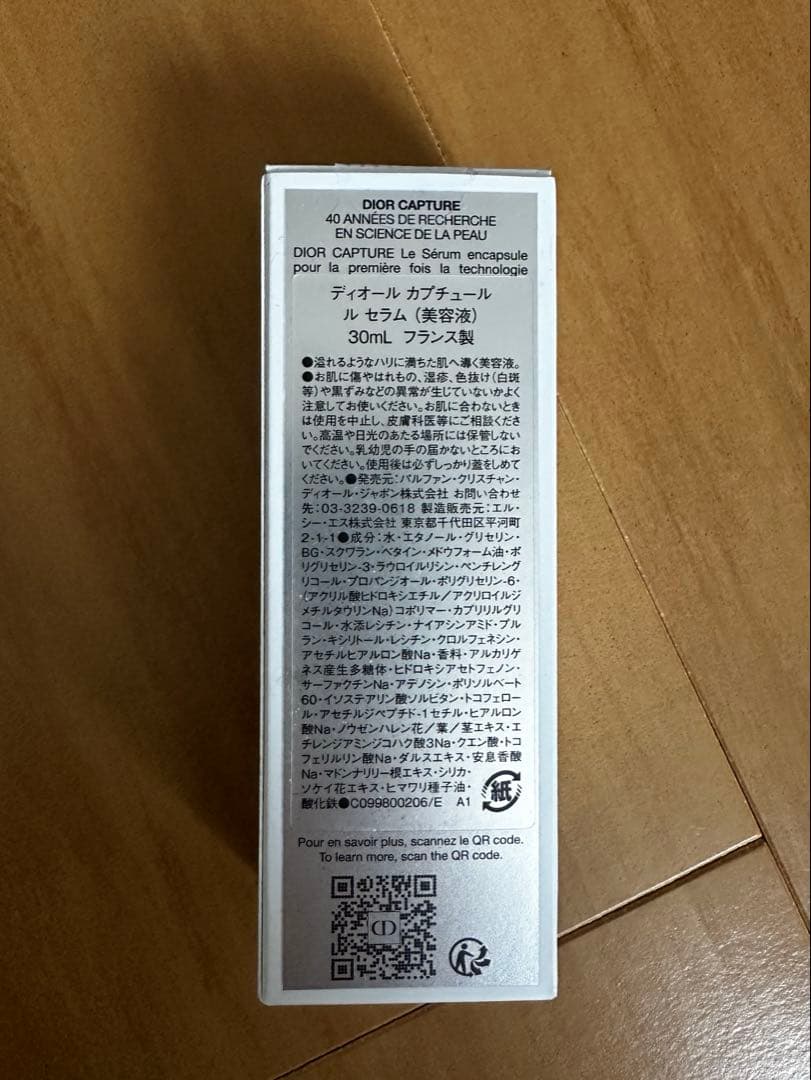 DIOR CAPTURE
40 ANNÉES DE RECHERCHE
EN SCIENCE DE LA PEAU
DIOR CAPTURE Le Sérum encapsule
pour la première fois la technologie
ディオール カプチュール
ル セラム（美容液）
30mL フランス製
●溢れるようなハリに満ちた肌へ導く美容液。
●お肌に傷やはれもの、湿疹、色抜け（白斑
等）や黒ずみなどの異常が生じていないかよく
注意してお使いください。お肌に合わないとき
は使用を中止し、皮膚科医等にご相談くださ
い。高温や日光のあたる場所には保管しない
でください。乳幼児の手の届かないところにお
いてください。使用後は必ずしっかり蓋をしめて
ください。●発売元：パルファン・クリスチャン・
ディオール・ジャポン株式会社 お問い合わせ
先：03-3239-0618 製造販売元：エル・
シー・エス株式会社 東京都千代田区平河町
2-1-1●成分：水・エタノール・グリセリン・
BG・スクワラン・ベタイン・メドウフォーム油・ポ
リグリセリン-3・ラウロイルリシン・ペンチレング
リコール・プロパンジオール・ポリグリセリン-6・
（アクリル酸ヒドロキシエチル／アクリロイルジ
メチルタウリンNa）コポリマー・カプリリルグリ
コール・水添レシチン・ナイアシンアミド・プル
ラン・キシリトール・レシチン・クロルフェネシン・
アセチルヒアルロン酸Na・香料・アルカリゲ
ネス産生多糖体・ヒドロキシアセトフェノン・
サーファクチンNa・アデノシン・ポリソルベート
60・イソステアリン酸ソルビタン・トコフェロー
ル・アセチルジペプチド-1セチル・ヒアルロン
酸Na・ノウゼンハレン花／葉／茎エキス・エ
チレンジアミンジコハク酸3Na・クエン酸・トコ
フェリルリン酸Na・ダルスエキス・安息香酸
Na・マドンナリリー根エキス・シリカ・
ソケイ花エキス・ヒマワリ種子油・
酸化鉄●C099800206/E A1
紙
Pour en savoir plus, scannez le QR code.
To learn more, scan the QR code.
CD